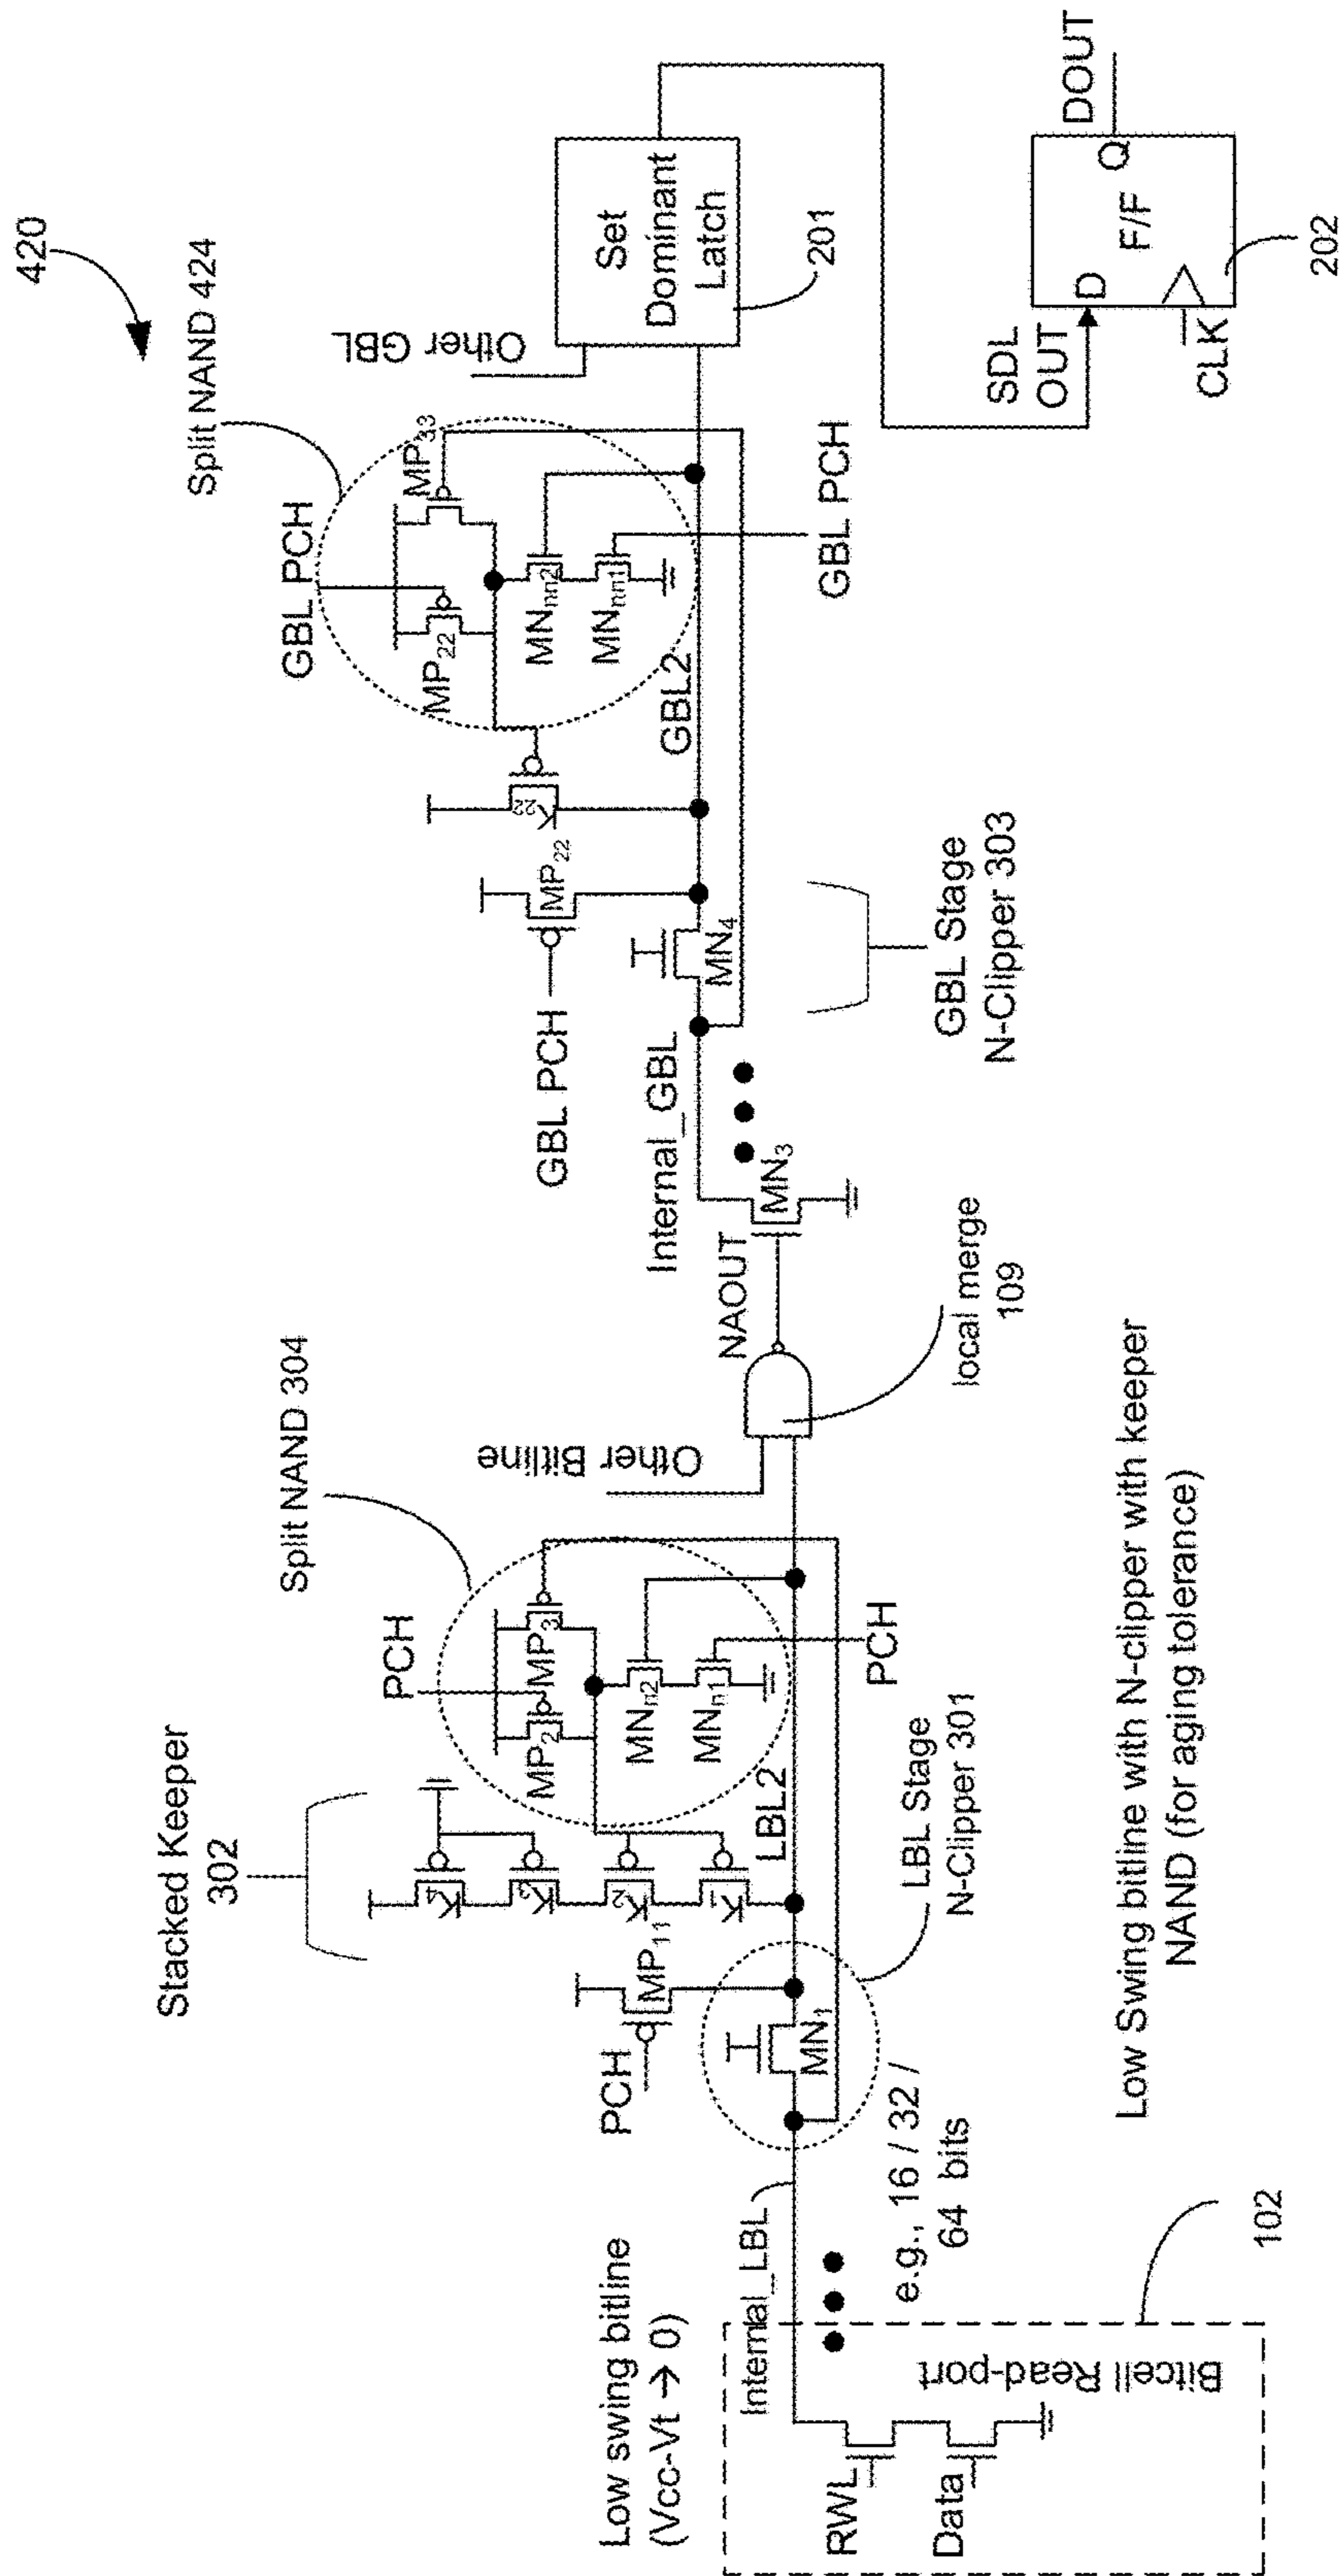 420
Split NAND 424
GBL PCH
MP22
MP33
MNnn2
MNnn1
GBL2
GBL PCH
Other GBL
Set
Dominant
Latch
201
SDL
OUT
D
Q
F/F
CLK
DOUT
202
GBL PCH
MP22
K22
MN4
Internal_GBL
GBL Stage
N-Clipper 303
NAOUT
MN3
local merge
109
Other Bitline
Split NAND 304
PCH
MP2
MP3
MNn2
MNn1
PCH
LBL2
Stacked Keeper
302
K4
K3
K2
K1
PCH
MP11
MN1
LBL Stage
N-Clipper 301
Low swing bitline
(Vcc-Vt → 0)
Internal_LBL
e.g., 16 / 32 /
64 bits
RWL
Data
Bitcell Read-port
102
Low Swing bitline with N-clipper with keeper
NAND (for aging tolerance)